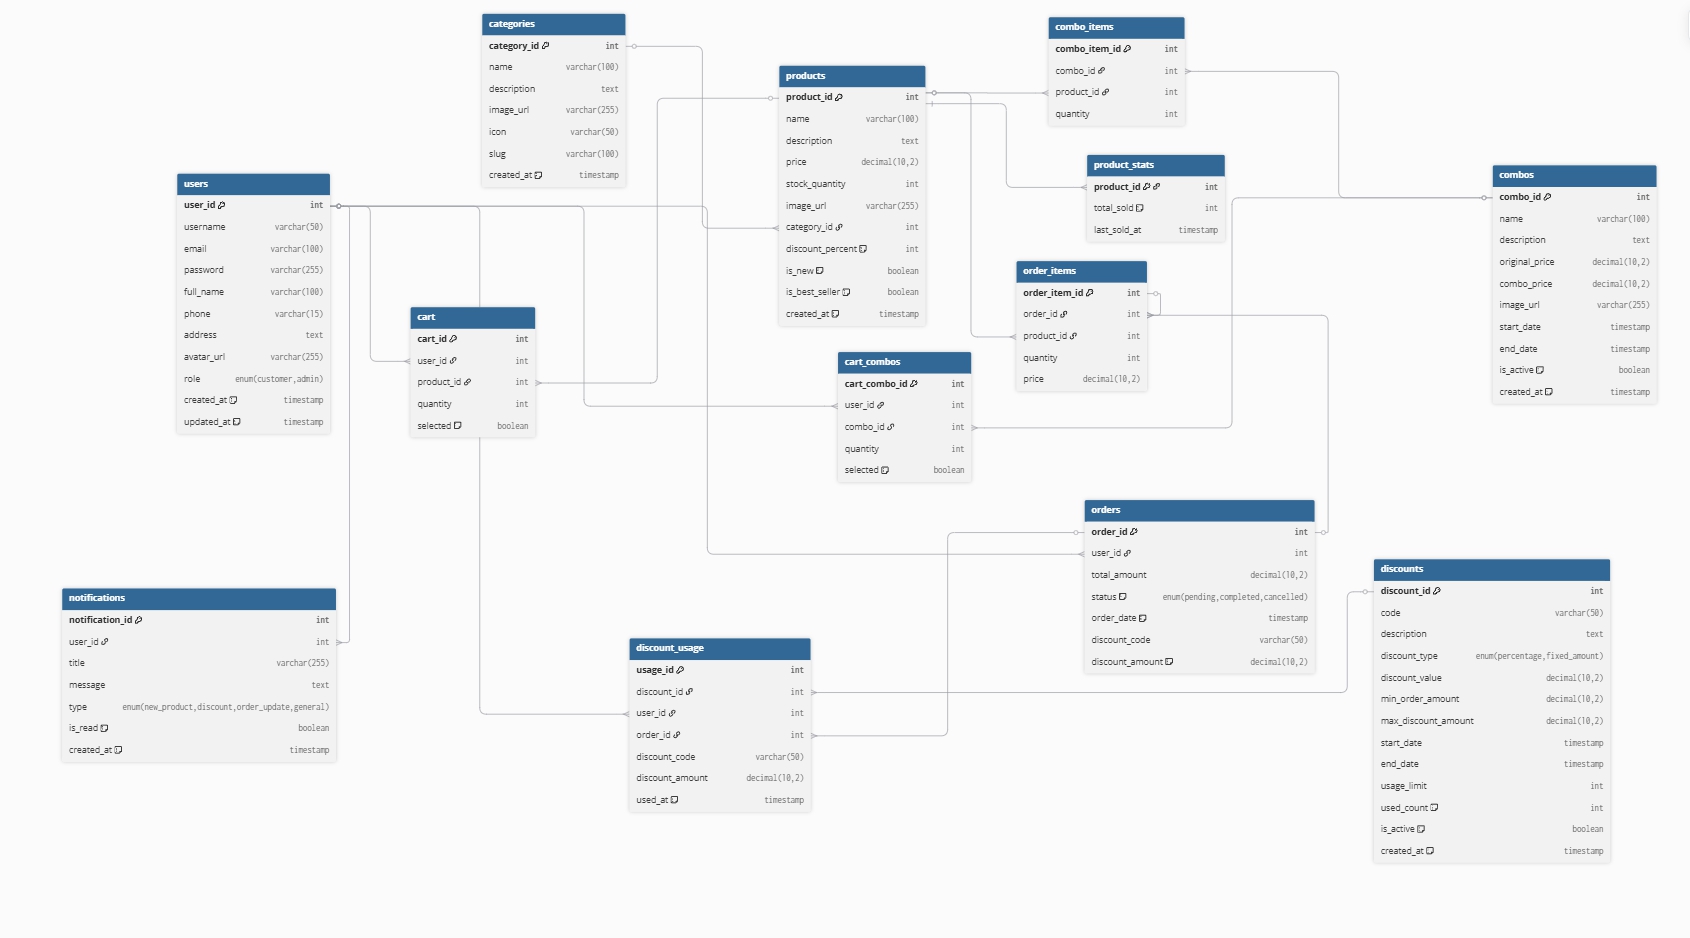 categories
category_id int
name varchar(100)
description text
image_url varchar(255)
icon varchar(50)
slug varchar(100)
created_at timestamp
combo_items
combo_item_id int
combo_id int
product_id int
quantity int
products
product_id int
name varchar(100)
description text
price decimal(10,2)
stock_quantity int
image_url varchar(255)
category_id int
discount_percent int
is_new boolean
is_best_seller boolean
created_at timestamp
product_stats
product_id int
total_sold int
last_sold_at timestamp
combos
combo_id int
name varchar(100)
description text
original_price decimal(10,2)
combo_price decimal(10,2)
image_url varchar(255)
start_date timestamp
end_date timestamp
is_active boolean
created_at timestamp
users
user_id int
username varchar(50)
email varchar(100)
password varchar(255)
full_name varchar(100)
phone varchar(15)
address text
avatar_url varchar(255)
role enum(customer,admin)
created_at timestamp
updated_at timestamp
order_items
order_item_id int
order_id int
product_id int
quantity int
price decimal(10,2)
cart
cart_id int
user_id int
product_id int
quantity int
selected boolean
cart_combos
cart_combo_id int
user_id int
combo_id int
quantity int
selected boolean
orders
order_id int
user_id int
total_amount decimal(10,2)
status enum(pending,completed,cancelled)
order_date timestamp
discount_code varchar(50)
discount_amount decimal(10,2)
discounts
discount_id int
code varchar(50)
description text
discount_type enum(percentage,fixed_amount)
discount_value decimal(10,2)
min_order_amount decimal(10,2)
max_discount_amount decimal(10,2)
start_date timestamp
end_date timestamp
usage_limit int
used_count int
is_active boolean
created_at timestamp
notifications
notification_id int
user_id int
title varchar(255)
message text
type enum(new_product,discount,order_update,general)
is_read boolean
created_at timestamp
discount_usage
usage_id int
discount_id int
user_id int
order_id int
discount_code varchar(50)
discount_amount decimal(10,2)
used_at timestamp